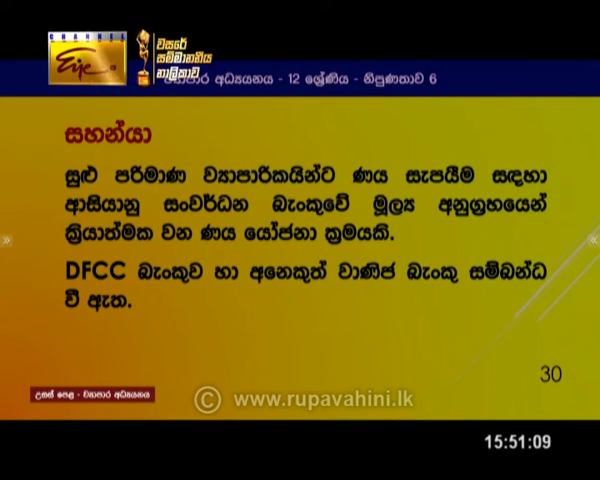 CHANNEL
Eye
වසරේ
සම්මානනීය
නාලිකාව
ව්‍යාපාර අධ්‍යයනය - 12 ශ්‍රේණිය - නිපුණතාව 6
සහන්යා
සුළු පරිමාණ ව්‍යාපාරිකයින්ට ණය සැපයීම සඳහා
ආසියානු සංවර්ධන බැංකුවේ මූල්‍ය අනුග්‍රහයෙන්
ක්‍රියාත්මක වන ණය යෝජනා ක්‍රමයකි.
DFCC බැංකුව හා අනෙකුත් වාණිජ බැංකු සම්බන්ධ
වී ඇත.
30
උසස් පෙළ - ව්‍යාපාර අධ්‍යයනය
© www.rupavahini.lk
15:51:09